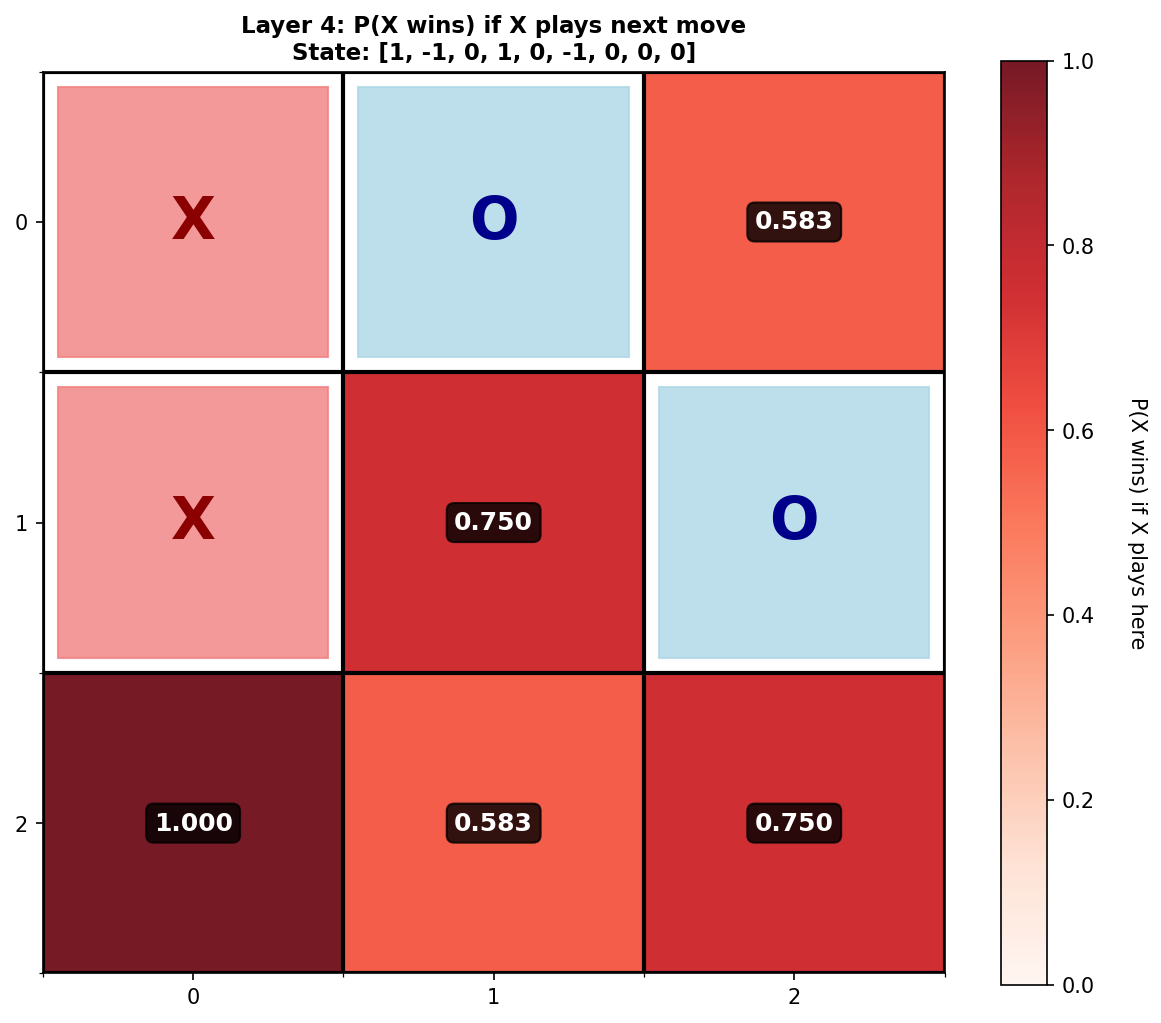 Layer 4: P(X wins) if X plays next move
State: [1, -1, 0, 1, 0, -1, 0, 0, 0]
X
O
0.583
X
0.750
O
1.000
0.583
0.750
0
1
2
0
1
2
1.0
0.8
0.6
0.4
0.2
0.0
P(X wins) if X plays here